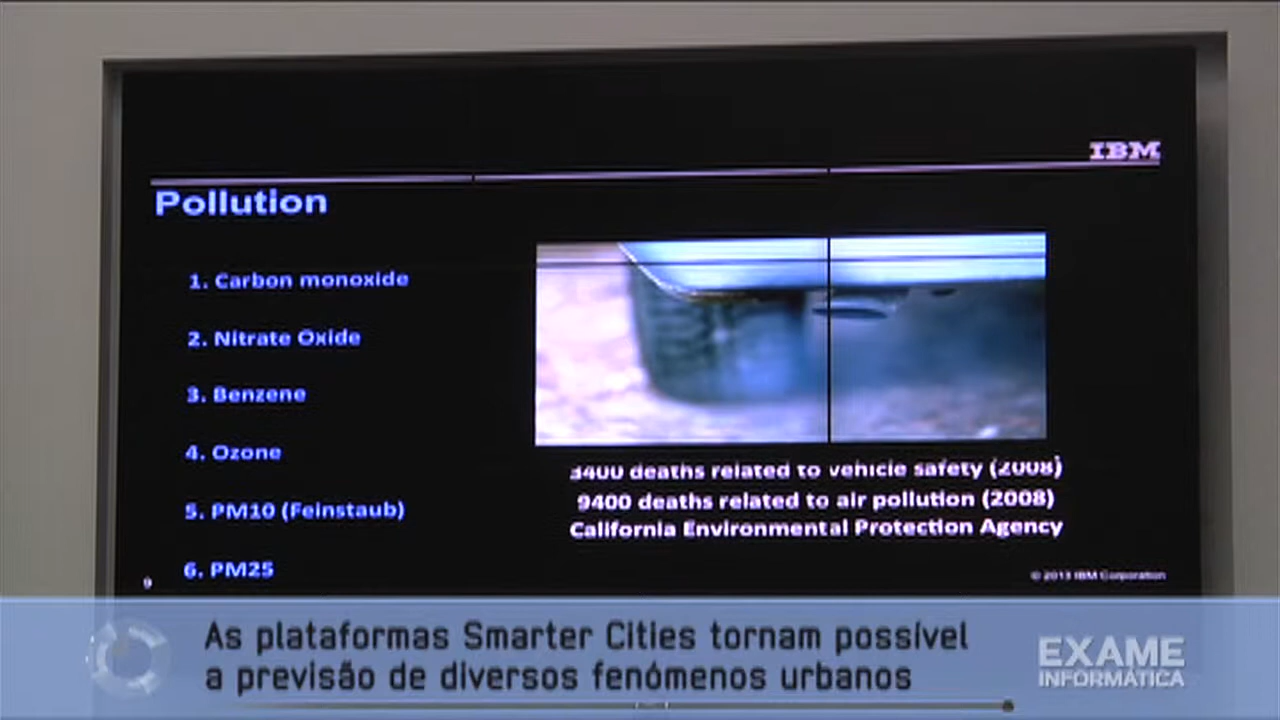 IBM
Pollution
1. Carbon monoxide
2. Nitrate Oxide
3. Benzene
4. Ozone
5. PM10 (Feinstaub)
6. PM25
3400 deaths related to vehicle safety (2008)
9400 deaths related to air pollution (2008)
California Environmental Protection Agency
9
© 2013 IBM Corporation
As plataformas Smarter Cities tornam possível
a previsão de diversos fenómenos urbanos
EXAME
INFORMÁTICA